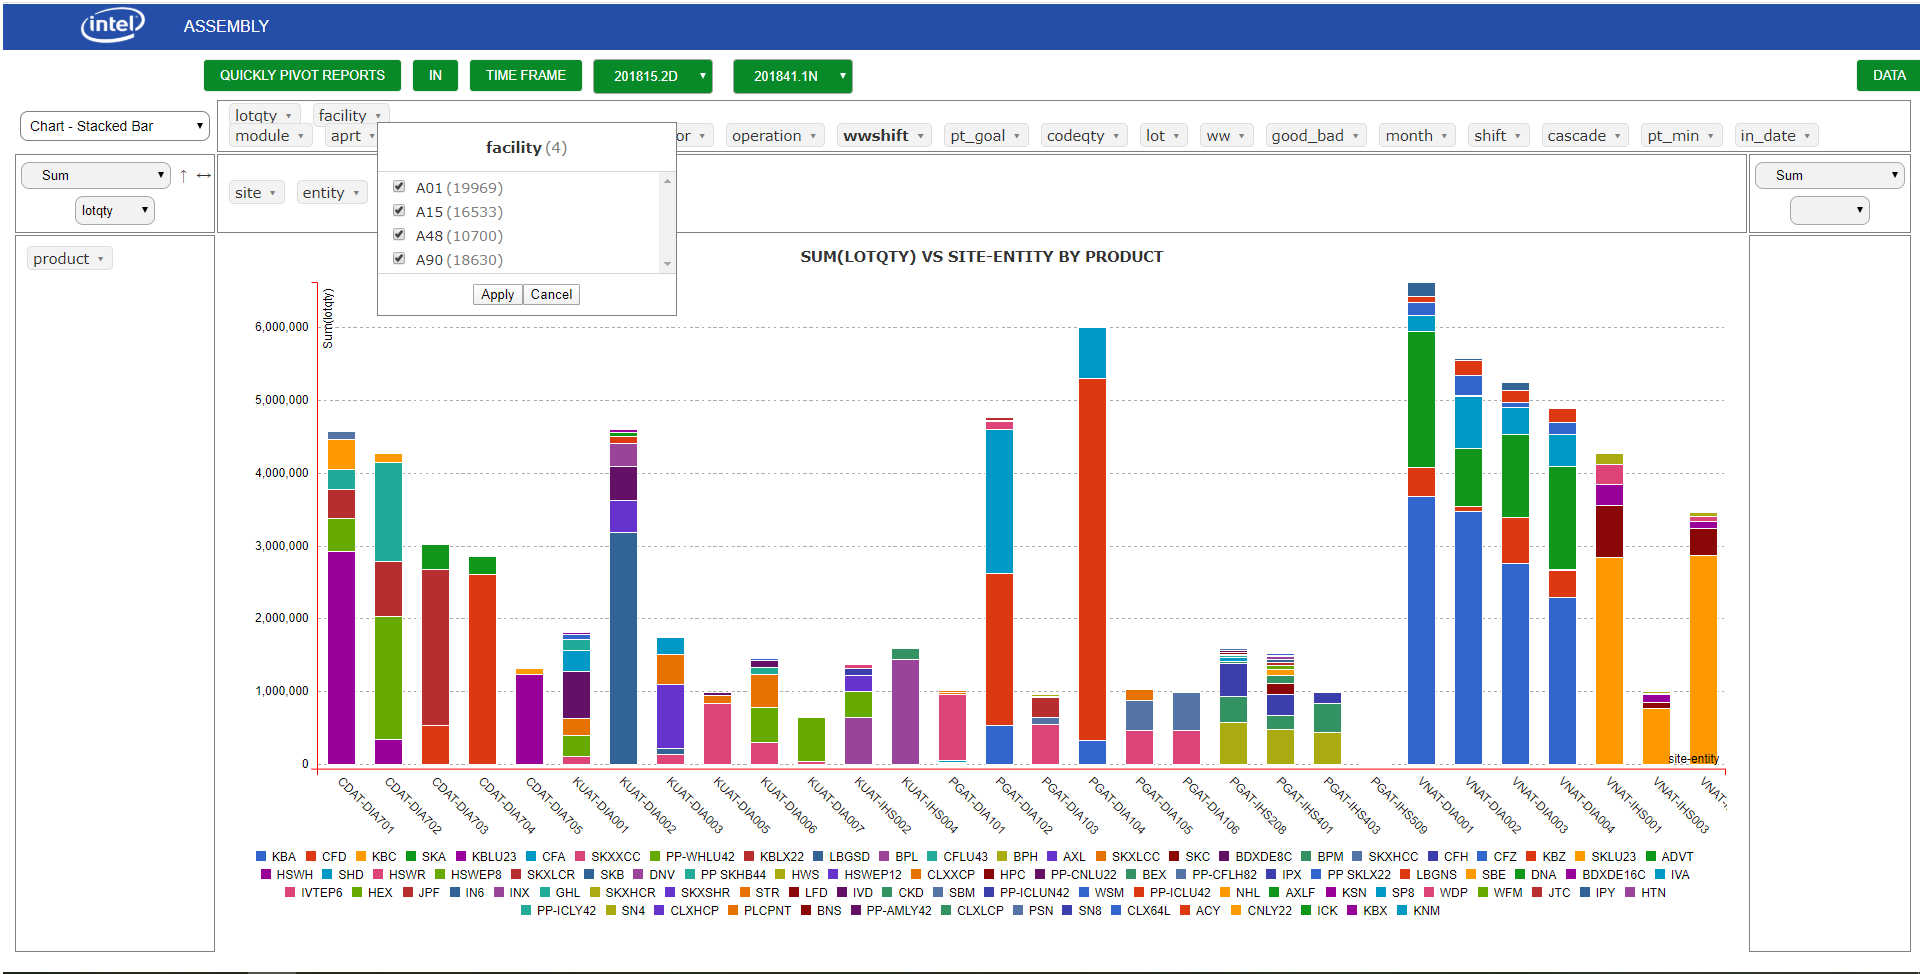 intel ASSEMBLY
QUICKLY PIVOT REPORTS IN TIME FRAME 201815.2D 201841.1N DATA
Chart - Stacked Bar
lotqty facility
module aprt or operation wwshift pt_goal codeqty lot ww good_bad month shift cascade pt_min in_date
facility (4)
A01 (19969)
A15 (16533)
A48 (10700)
A90 (18630)
Apply Cancel
Sum ↑ ↔
lotqty
site entity
Sum
product
SUM(LOTQTY) VS SITE-ENTITY BY PRODUCT
Sum(lotqty)
6,000,000
5,000,000
4,000,000
3,000,000
2,000,000
1,000,000
0
site-entity
CDAT-DIA701 CDAT-DIA702 CDAT-DIA703 CDAT-DIA704 CDAT-DIA705 KUAT-DIA001 KUAT-DIA002 KUAT-DIA003 KUAT-DIA005 KUAT-DIA006 KUAT-DIA007 KUAT-IHS002 KUAT-IHS004 PGAT-DIA101 PGAT-DIA102 PGAT-DIA103 PGAT-DIA104 PGAT-DIA105 PGAT-DIA106 PGAT-IHS208 PGAT-IHS401 PGAT-IHS403 PGAT-IHS509 VNAT-DIA001 VNAT-DIA002 VNAT-DIA003 VNAT-DIA004 VNAT-IHS001 VNAT-IHS003 VNAT-
KBA CFD KBC SKA KBLU23 CFA SKXXCC PP-WHLU42 KBLX22 LBGSD BPL CFLU43 BPH AXL SKXLCC SKC BDXDE8C BPM SKXHCC CFH CFZ KBZ SKLU23 ADVT
HSWH SHD HSWR HSWEP8 SKXLCR SKB DNV PP SKHB44 HWS HSWEP12 CLXXCP HPC PP-CNLU22 BEX PP-CFLH82 IPX PP SKLX22 LBGNS SBE DNA BDXDE16C IVA
IVTEP6 HEX JPF IN6 INX GHL SKXHCR SKXSHR STR LFD IVD CKD SBM PP-ICLUN42 WSM PP-ICLU42 NHL AXLF KSN SP8 WDP WFM JTC IPY HTN
PP-ICLY42 SN4 CLXHCP PLCPNT BNS PP-AMLY42 CLXLCP PSN SN8 CLX64L ACY CNLY22 ICK KBX KNM